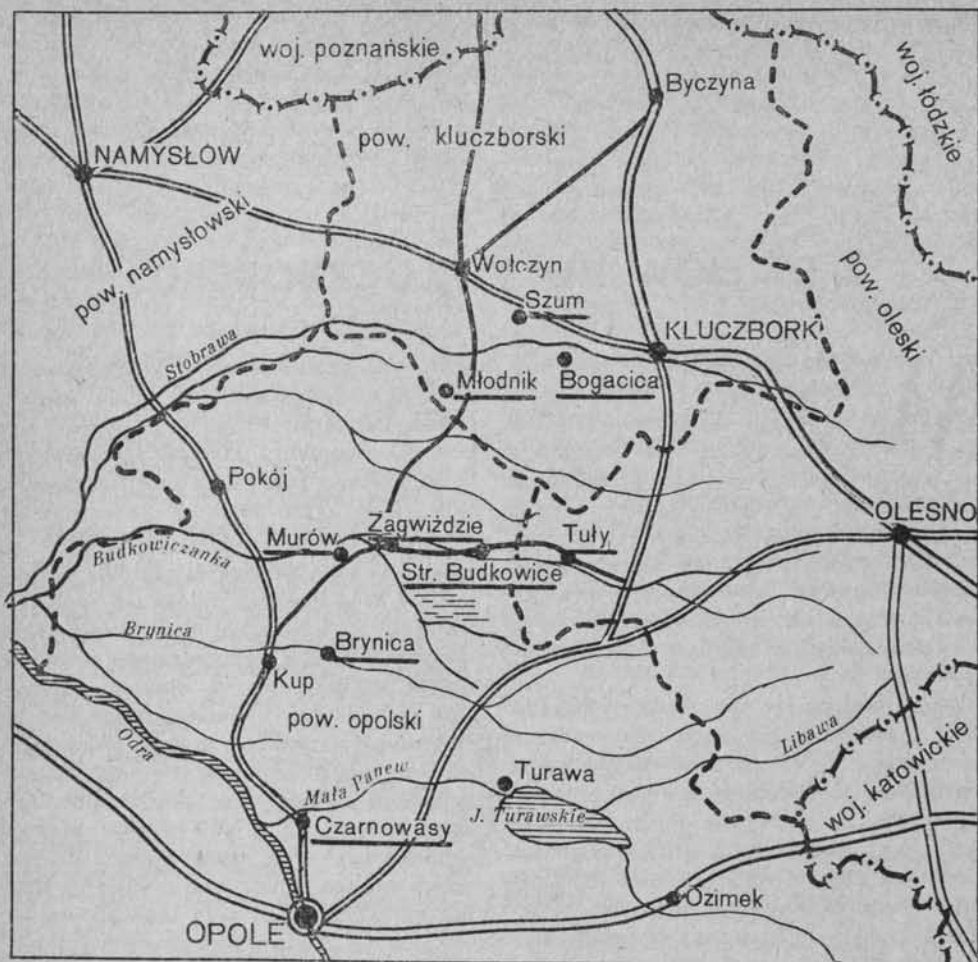 woj. poznańskie
Byczyna
woj. łódzkie
pow. kluczborski
NAMYSŁÓW
pow. namysłowski
Wołczyn
pow. oleski
Szum
KLUCZBORK
Stobrawa
Młodnik
Bogacica
Pokój
OLESNO
Zagwiździe
Murów
Tuły
Budkowiczanka
Str. Budkowice
Brynica
Brynica
Kup
pow. opolski
Odra
Libawa
woj. katowickie
Turawa
Mała Panew
J. Turawskie
Czarnowasy
Ozimek
OPOLE